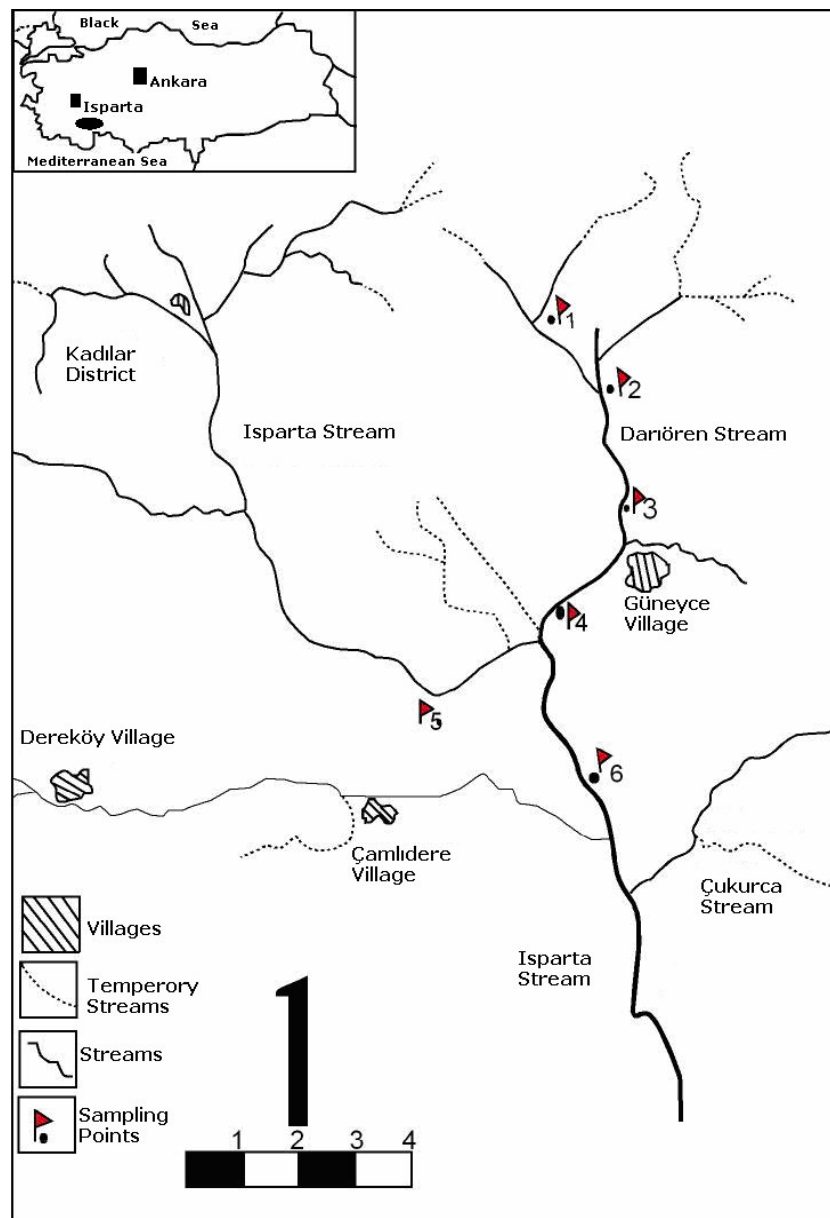 Black Sea
Ankara
Isparta
Mediterranean Sea
1
Kadılar
District
2
Isparta Stream
Darıören Stream
3
Güneyce
Village
4
5
Dereköy Village
6
Çamlıdere
Village
Çukurca
Stream
Villages
Isparta
Stream
Temperory
Streams
Streams
Sampling
Points
1 2 3 4